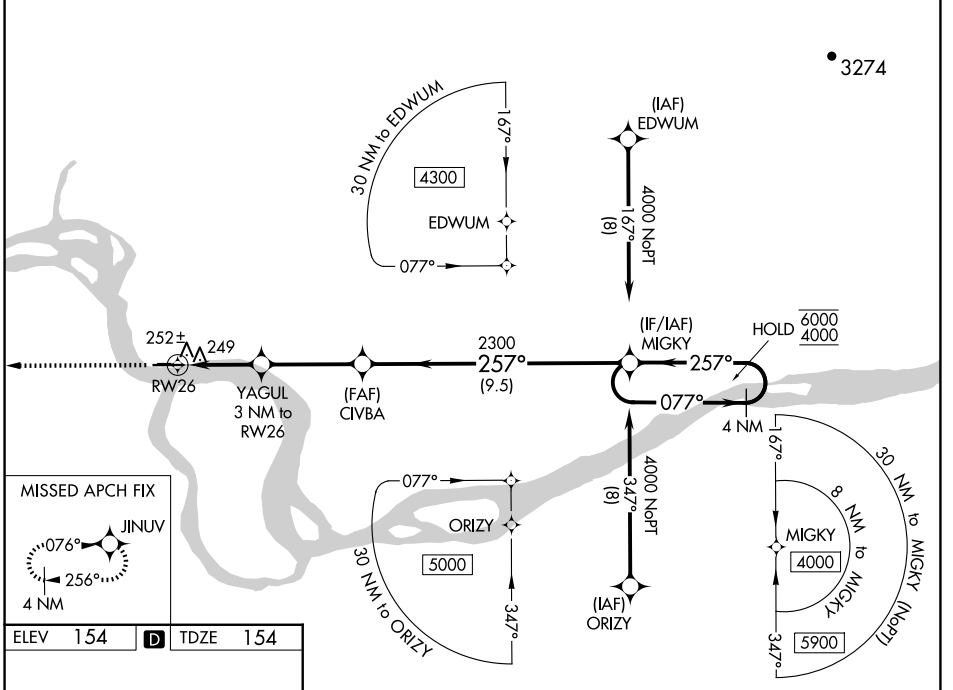 3274
(IAF)
EDWUM
4000 NoPT
167°
(8)
30 NM to EDWUM
167°
4300
EDWUM
077°
(IF/IAF)
MIGKY
HOLD 6000
4000
257°
077°
4 NM
2300
257°
(9.5)
252± 249
RW26
YAGUL
3 NM to
RW26
(FAF)
CIVBA
4000 NoPT
347°
(8)
(IAF)
ORIZY
077°
ORIZY
5000
347°
30 NM to ORIZY
167°
30 NM to MIGKY (NoPT)
8 NM to MIGKY
MIGKY
4000
5900
347°
MISSED APCH FIX
JINUV
076°
256°
4 NM
ELEV 154 D TDZE 154